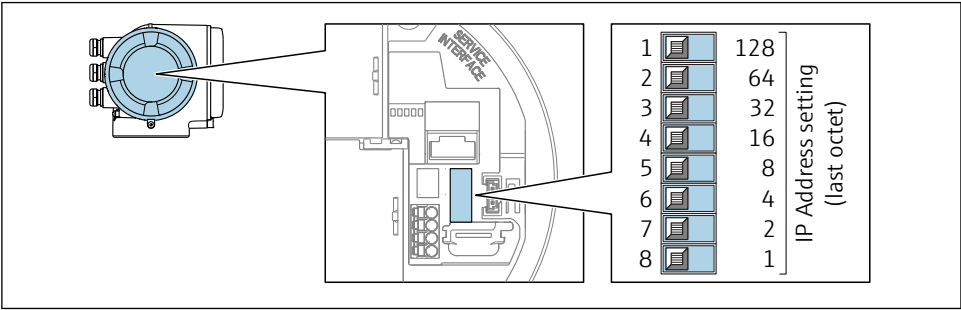 SERVICE
INTERFACE
1 128
2 64
3 32
4 16
5 8
6 4
7 2
8 1
IP Address setting
(last octet)